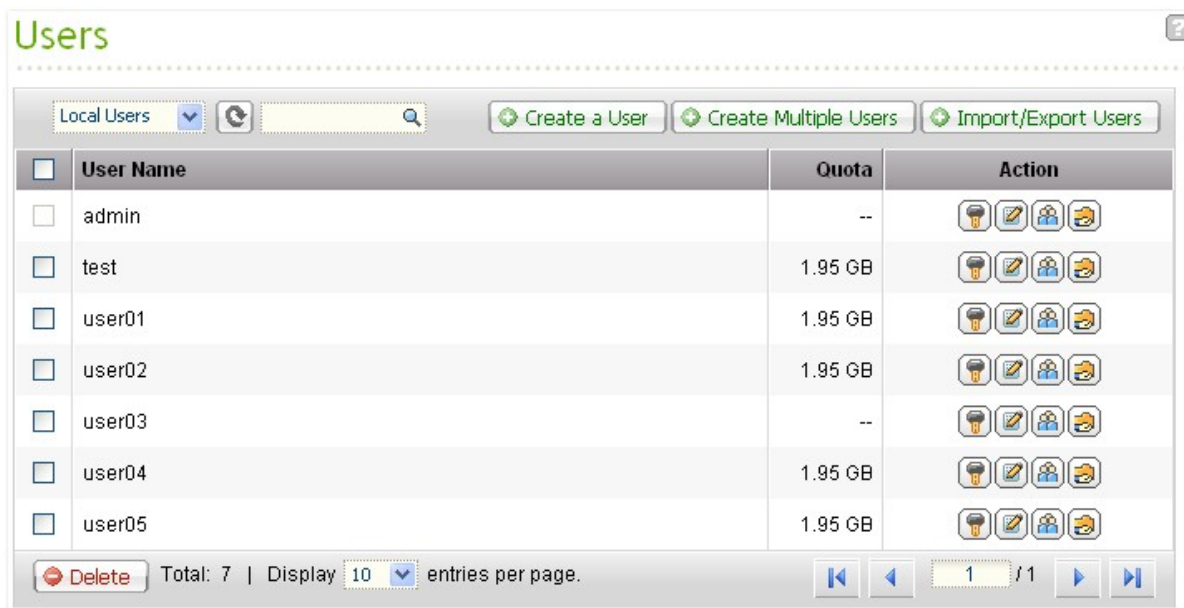 Users
?
Local Users Create a User Create Multiple Users Import/Export Users
User Name Quota Action
admin --
test 1.95 GB
user01 1.95 GB
user02 1.95 GB
user03 --
user04 1.95 GB
user05 1.95 GB
Delete Total: 7 | Display 10 entries per page. 1 / 1